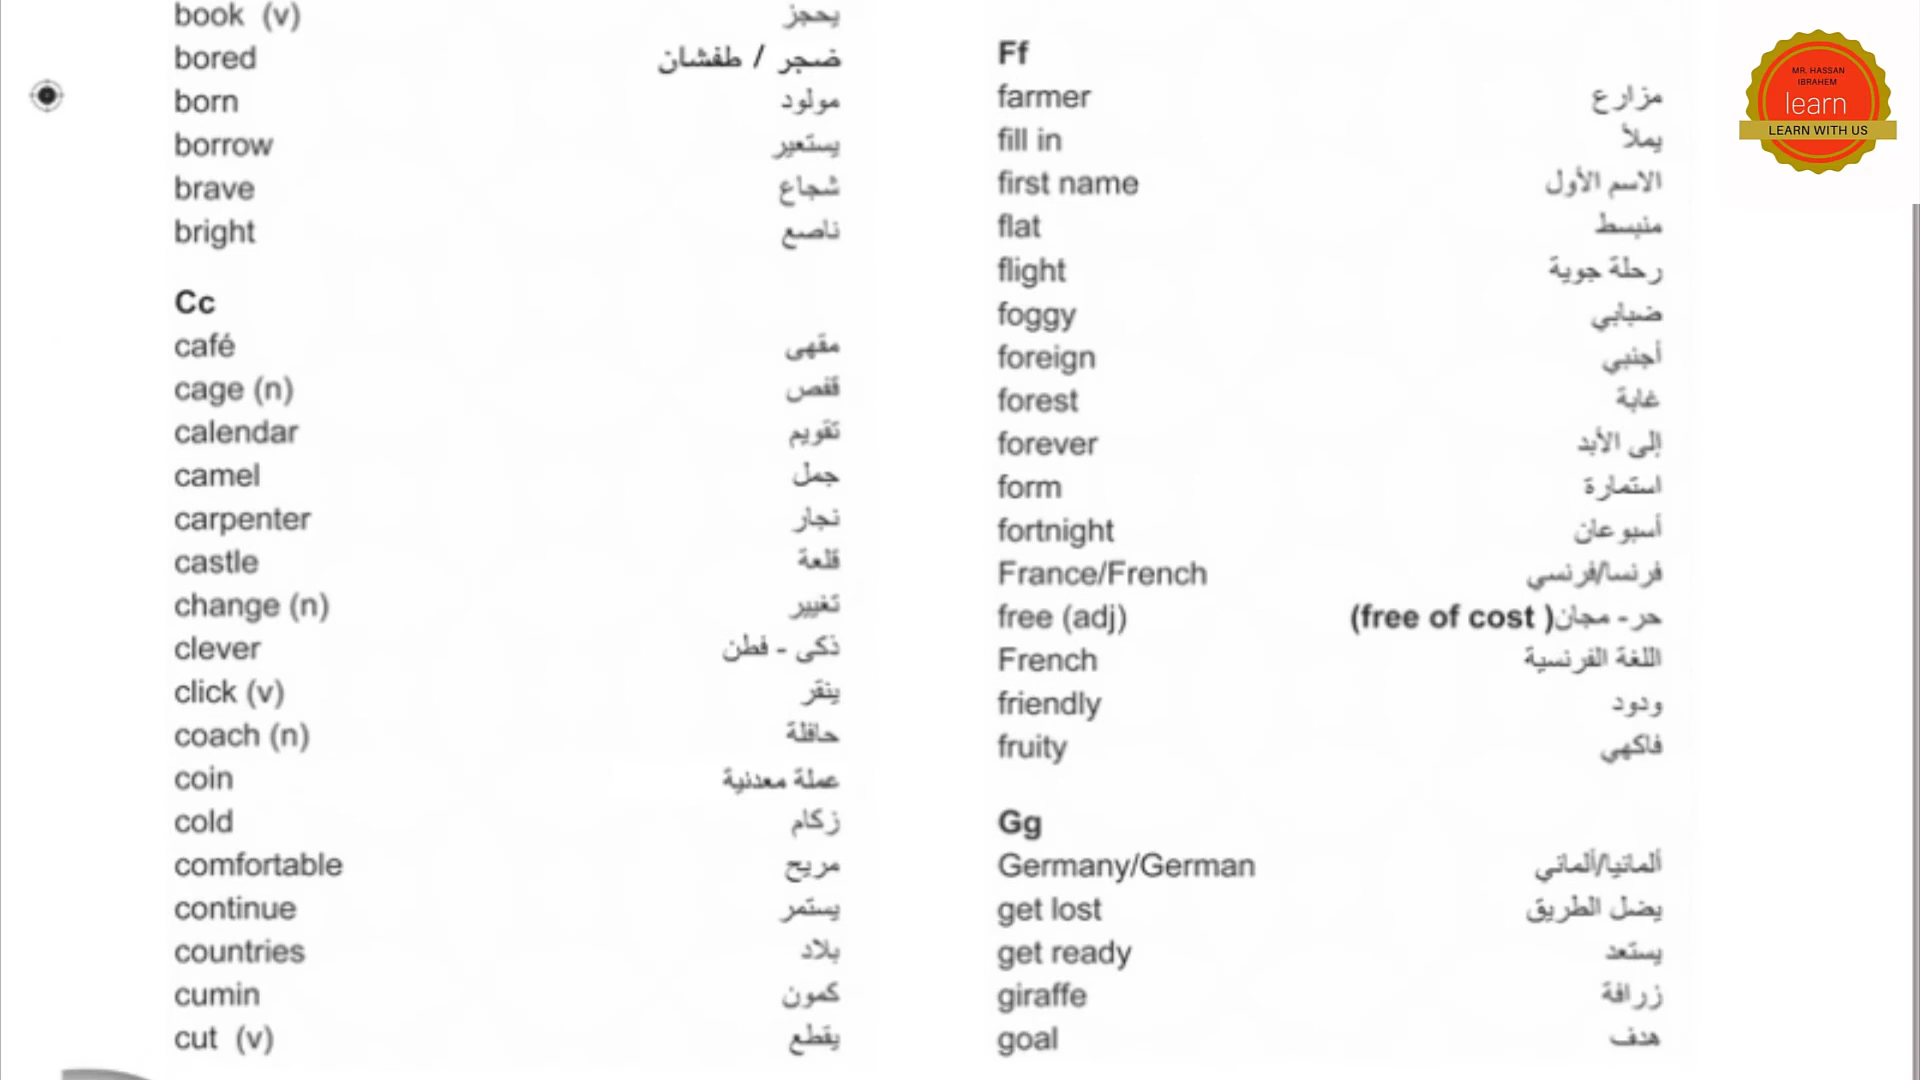 book (v) يحجز
bored ضجر / طفشان
born مولود
borrow يستعير
brave شجاع
bright ناصع
Cc
café مقهى
cage (n) قفص
calendar تقويم
camel جمل
carpenter نجار
castle قلعة
change (n) تغيير
clever ذكى - فطن
click (v) ينقر
coach (n) حافلة
coin عملة معدنية
cold زكام
comfortable مريح
continue يستمر
countries بلاد
cumin كمون
cut (v) يقطع
Ff
farmer مزارع
fill in يملأ
first name الاسم الأول
flat منبسط
flight رحلة جوية
foggy ضبابي
foreign أجنبي
forest غابة
forever إلى الأبد
form استمارة
fortnight أسبوعان
France/French فرنسا/فرنسي
free (adj) حر - مجان (free of cost )
French اللغة الفرنسية
friendly ودود
fruity فاكهي
Gg
Germany/German ألمانيا/ألماني
get lost يضل الطريق
get ready يستعد
giraffe زرافة
goal هدف
MR. HASSAN
IBRAHEM
learn
LEARN WITH US